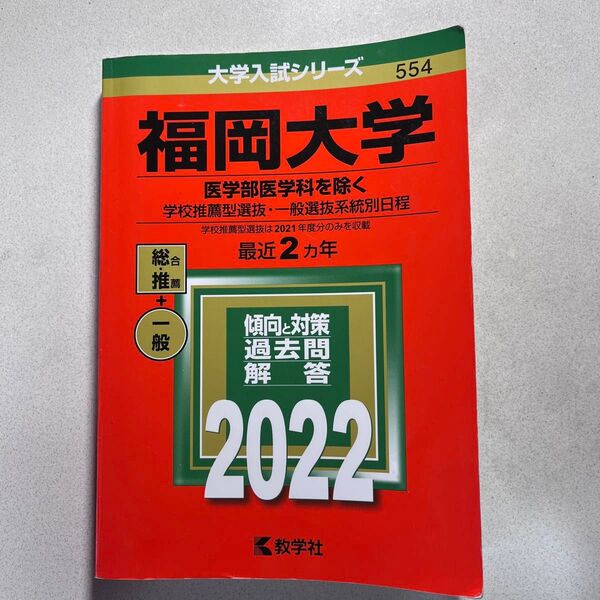 大学入試シリーズ
554
福岡大学
医学部医学科を除く
学校推薦型選抜・一般選抜系統別日程
学校推薦型選抜は2021年度分のみを収載
最近2カ年
総合
・
推薦
+
一般
傾向と対策
過去問
解答
2022
教学社